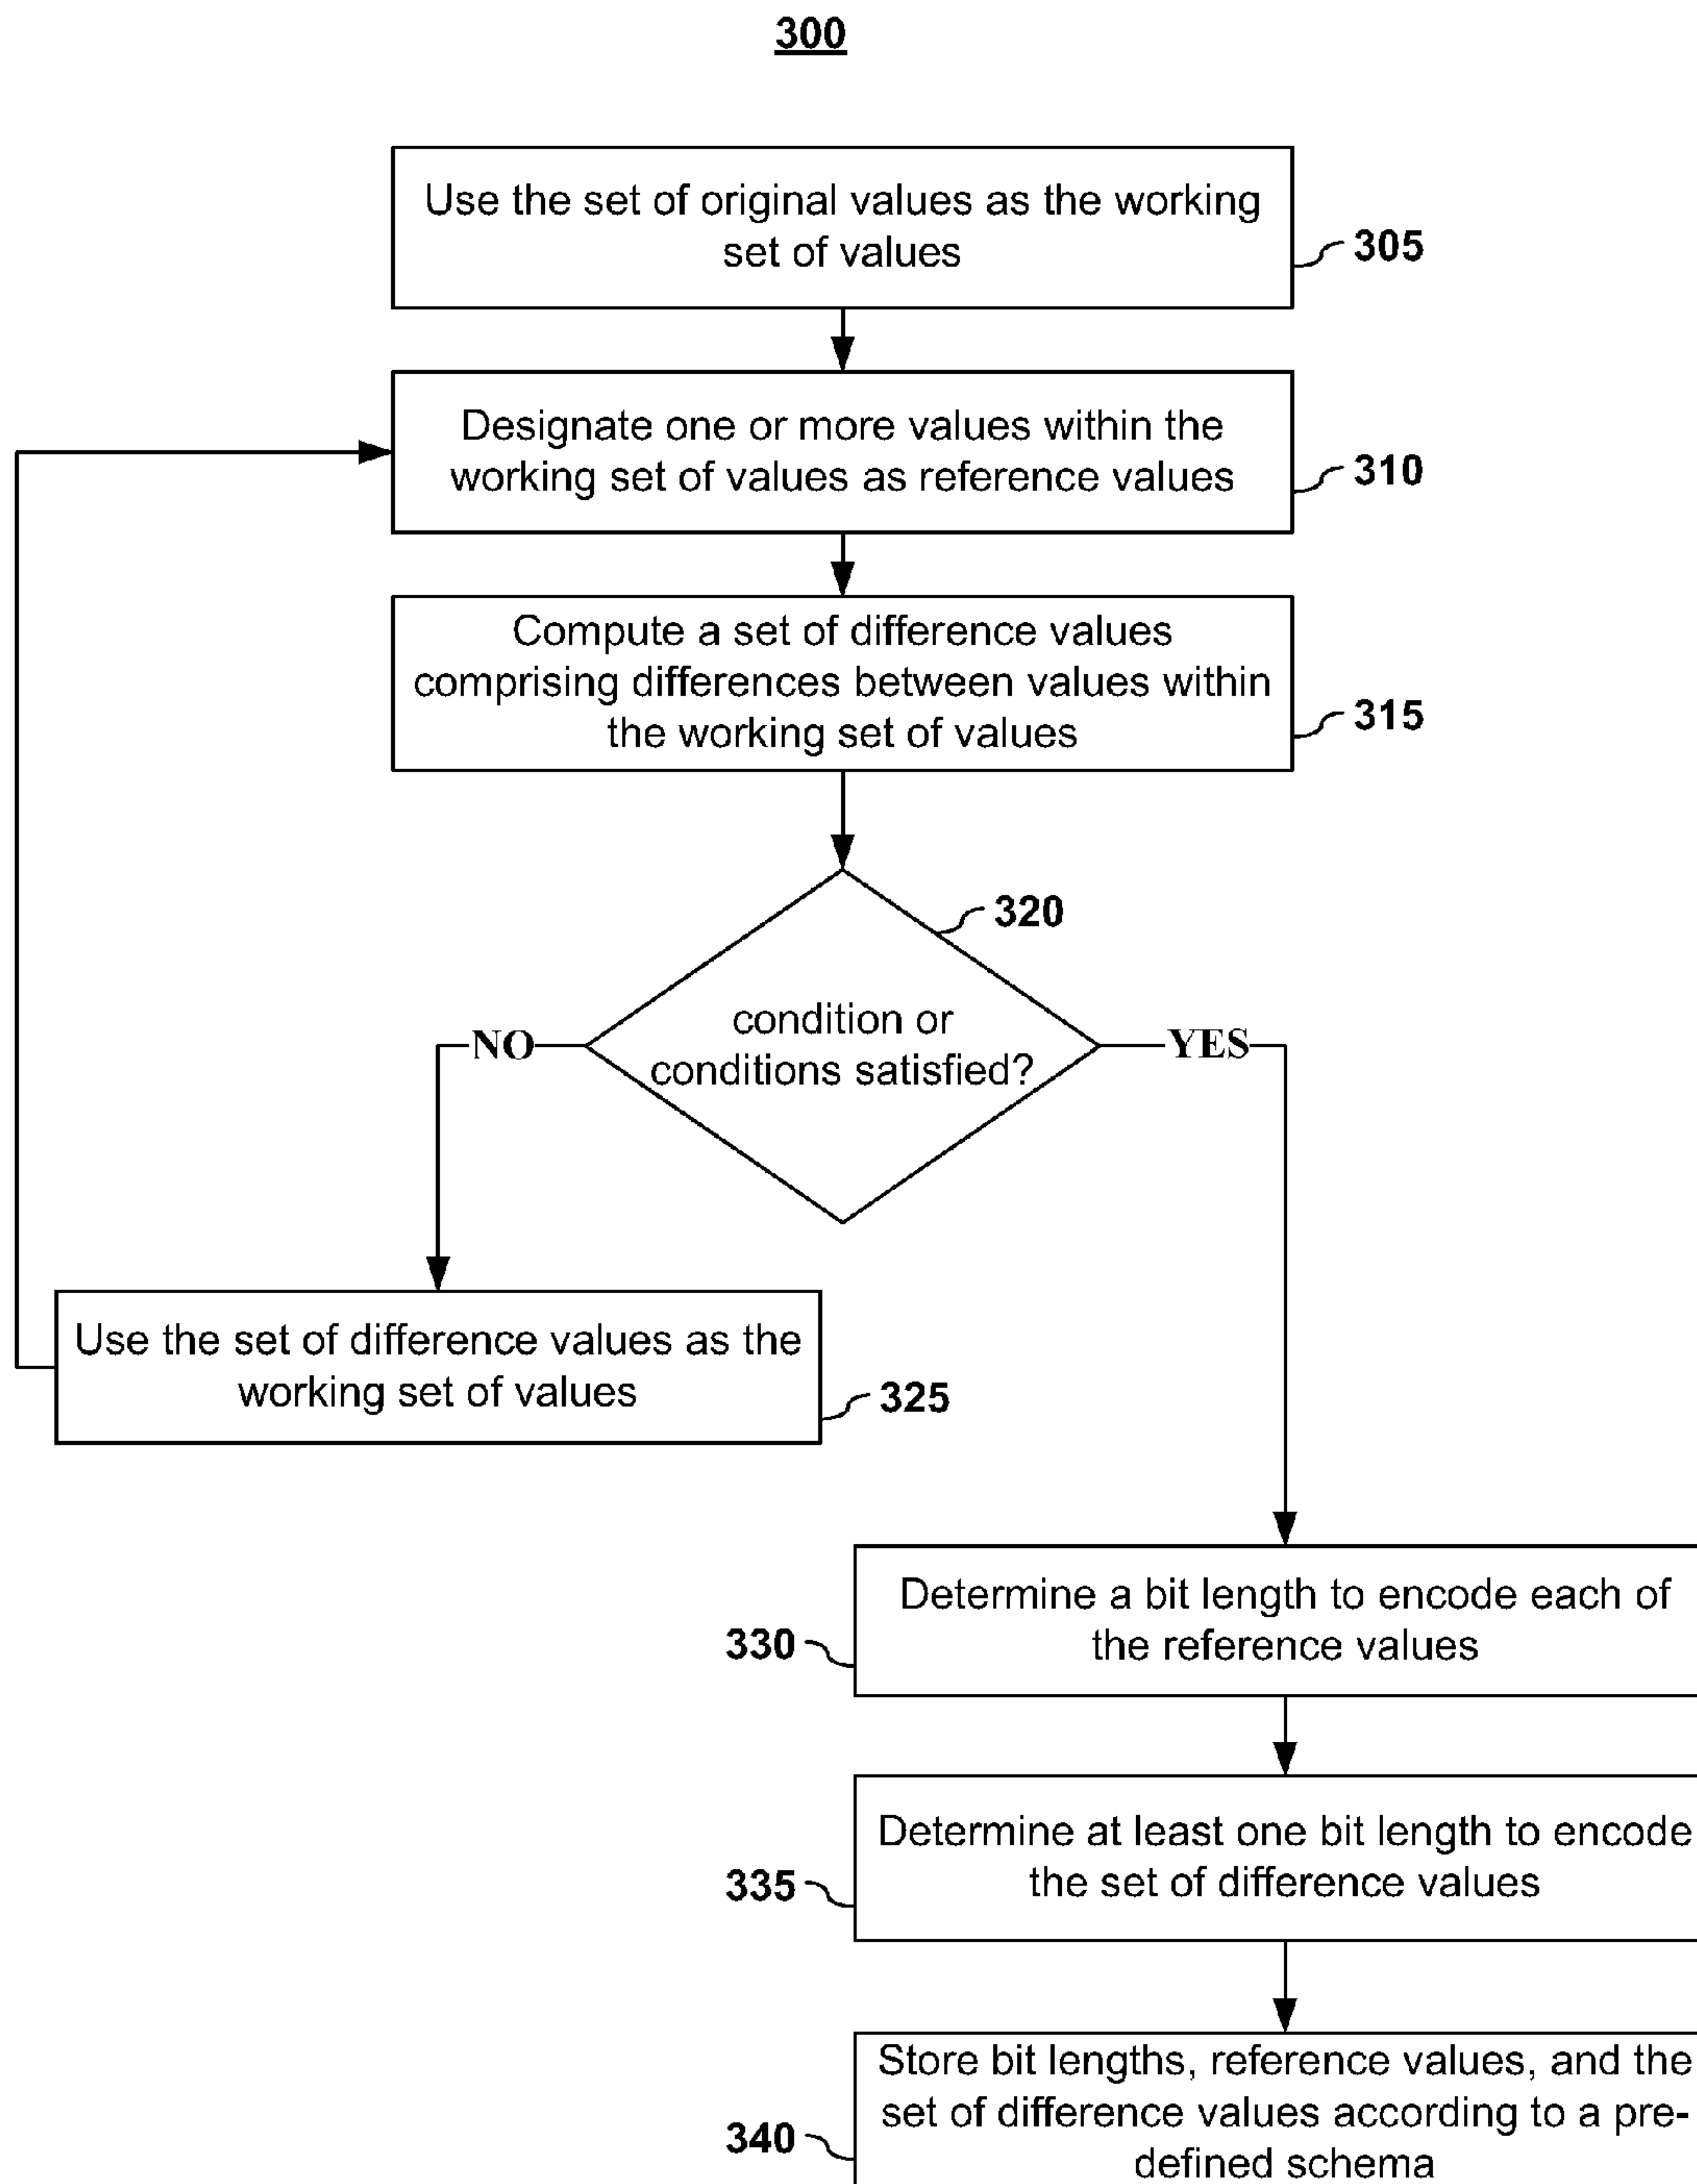 300
Use the set of original values as the working
set of values
305
Designate one or more values within the
working set of values as reference values
310
Compute a set of difference values
comprising differences between values within
the working set of values
315
320
condition or
conditions satisfied?
NO
YES
Use the set of difference values as the
working set of values
325
Determine a bit length to encode each of
the reference values
330
Determine at least one bit length to encode
the set of difference values
335
Store bit lengths, reference values, and the
set of difference values according to a pre-
defined schema
340